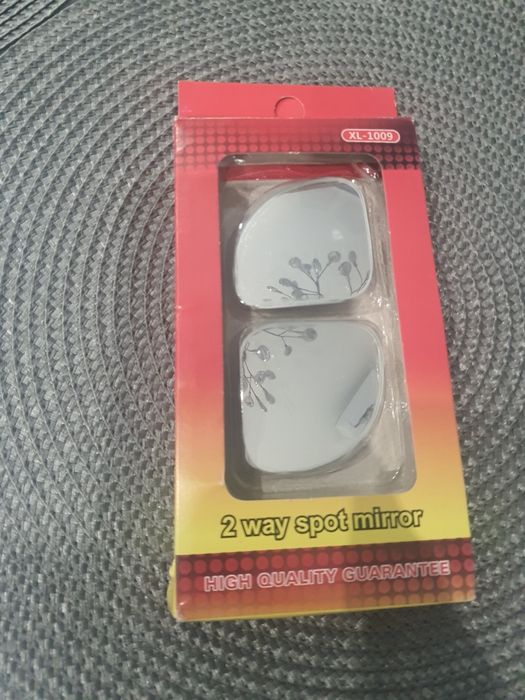 XL-1009
2 way spot mirror
HIGH QUALITY GUARANTEE